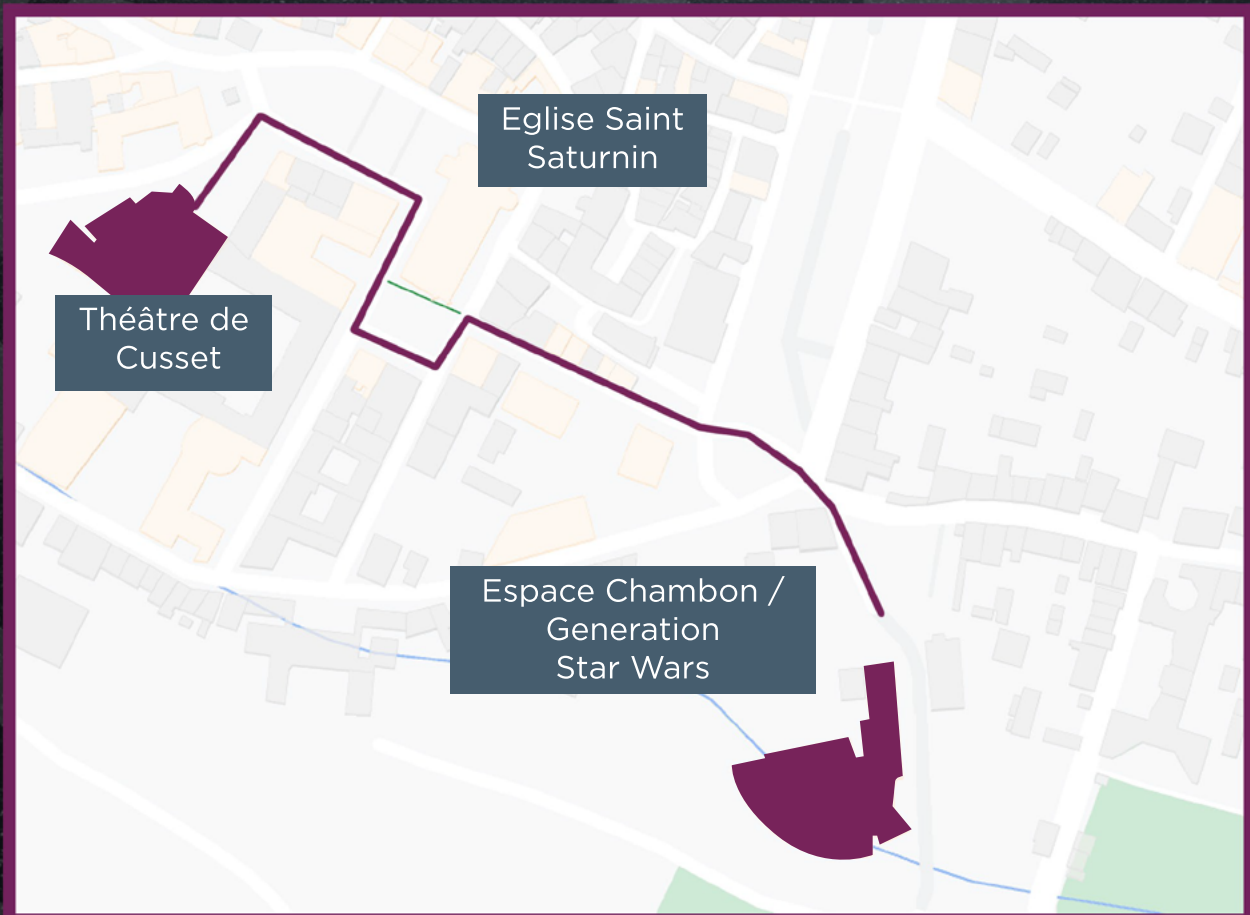 Eglise Saint
Saturnin
Théâtre de
Cusset
Espace Chambon /
Generation
Star Wars